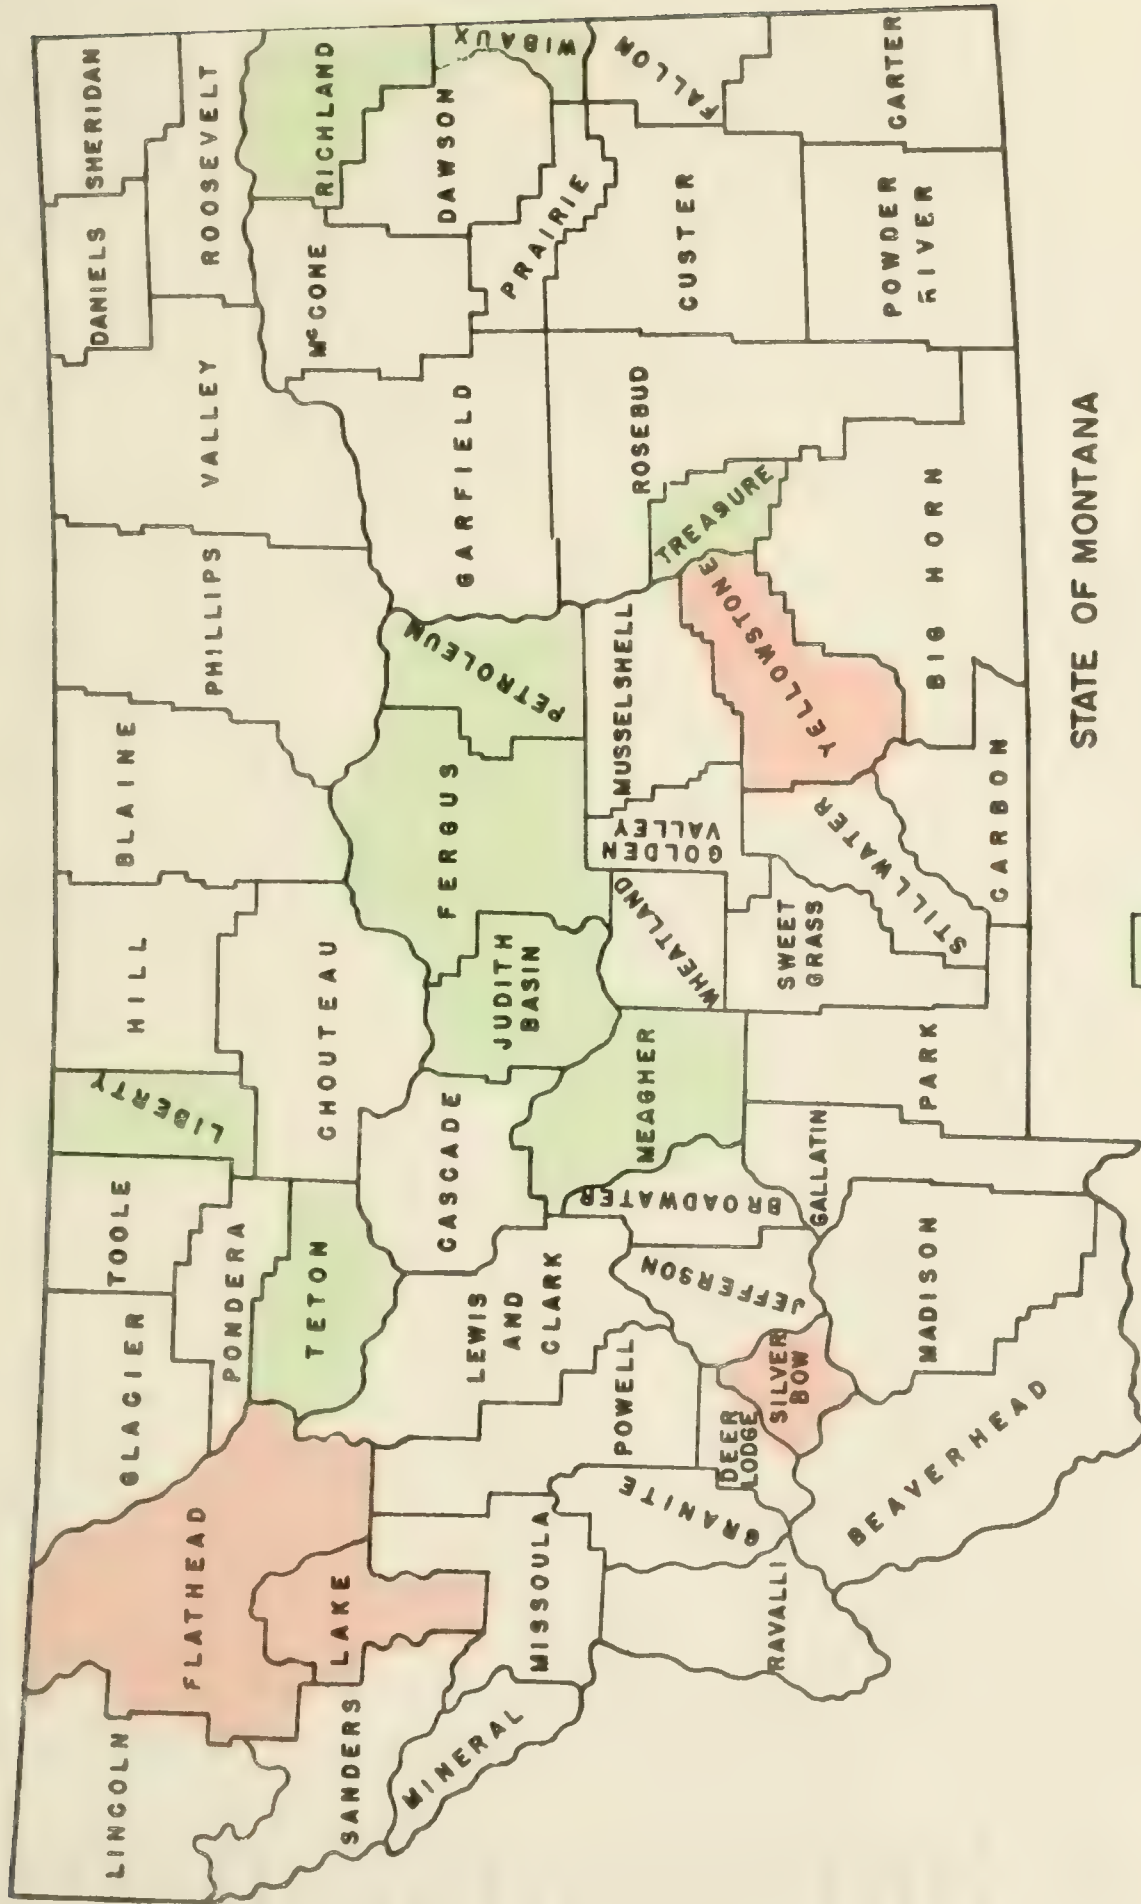 LINCOLN
FLATHEAD
GLACIER
TOOLE
LIBERTY
HILL
BLAINE
PHILLIPS
VALLEY
DANIELS
SHERIDAN
ROOSEVELT
SANDERS
LAKE
PONDERA
TETON
CHOUTEAU
FERGUS
PETROLEUM
GARFIELD
McCONE
RICHLAND
DAWSON
WIBAUX
PRAIRIE
FALLON
MINERAL
MISSOULA
POWELL
LEWIS
AND
CLARK
CASCADE
JUDITH
BASIN
MEAGHER
WHEATLAND
GOLDEN
VALLEY
MUSSELSHELL
ROSEBUD
TREASURE
CUSTER
CARTER
POWDER
RIVER
RAVALLI
GRANITE
DEER
LODGE
SILVER
BOW
JEFFERSON
BROADWATER
GALLATIN
PARK
SWEET
GRASS
STILLWATER
YELLOWSTONE
BIG HORN
CARBON
MADISON
BEAVERHEAD
STATE OF MONTANA